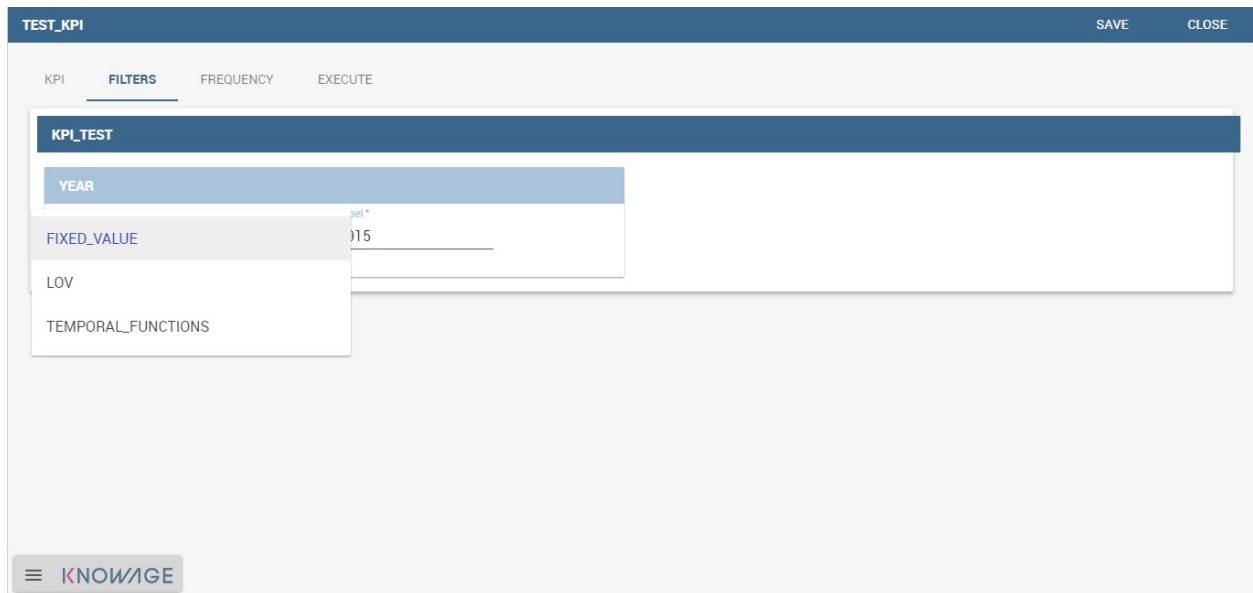 TEST_KPI SAVE CLOSE
KPI FILTERS FREQUENCY EXECUTE
KPI_TEST
YEAR
FIXED_VALUE
LOV
TEMPORAL_FUNCTIONS
KNOWAGE